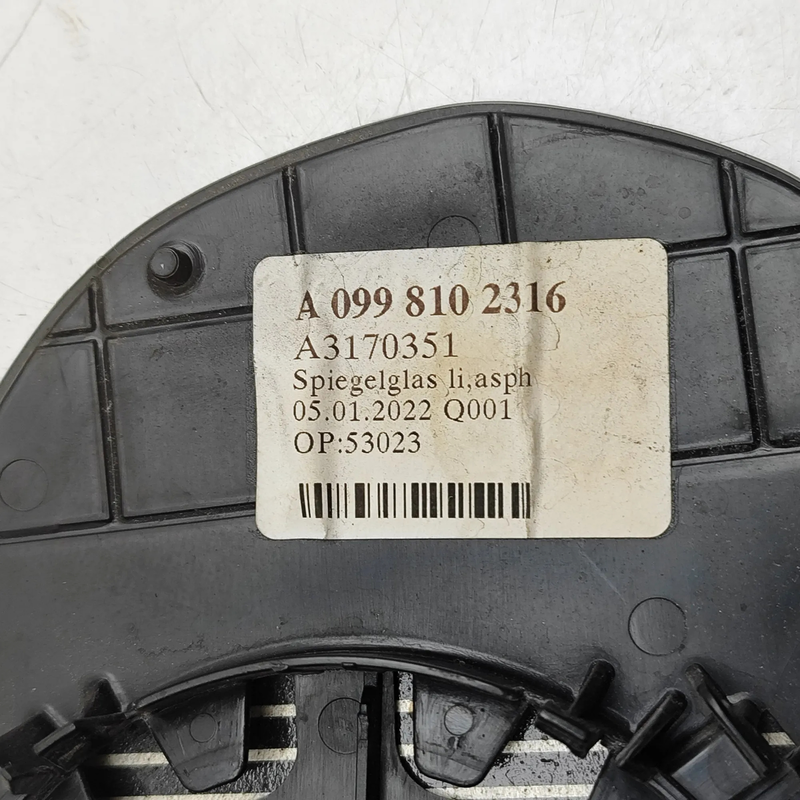 A 099 810 2316
A3170351
Spiegelglas li,asph
05.01.2022 Q001
OP:53023